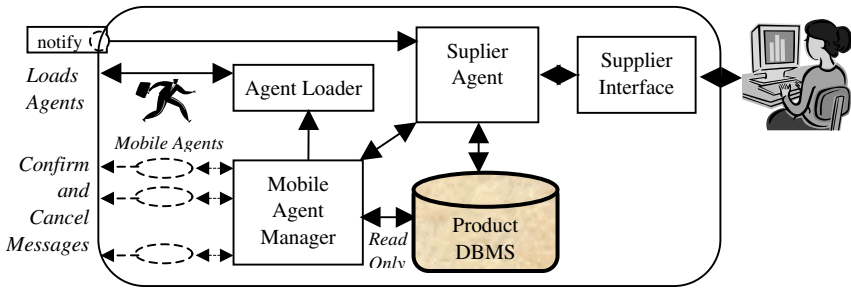 notify
Suplier
Agent
Supplier
Interface
Loads
Agents
Agent Loader
Mobile Agents
Confirm
and
Cancel
Messages
Mobile
Agent
Manager
Read
Only
Product
DBMS